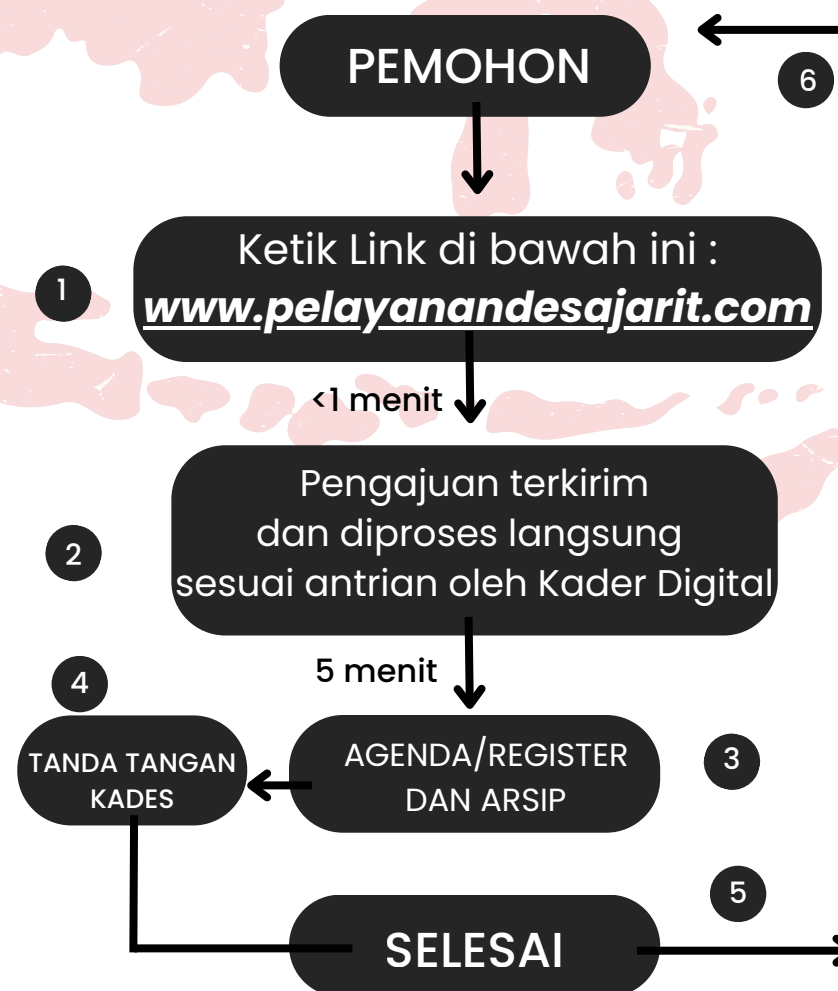 PEMOHON
6
Ketik Link di bawah ini :
1
www.pelayanandesajarit.com
<1 menit
Pengajuan terkirim
dan diproses langsung
2
sesuai antrian oleh Kader Digital
5 menit
4
TANDA TANGAN
KADES
AGENDA/REGISTER
DAN ARSIP
3
5
SELESAI